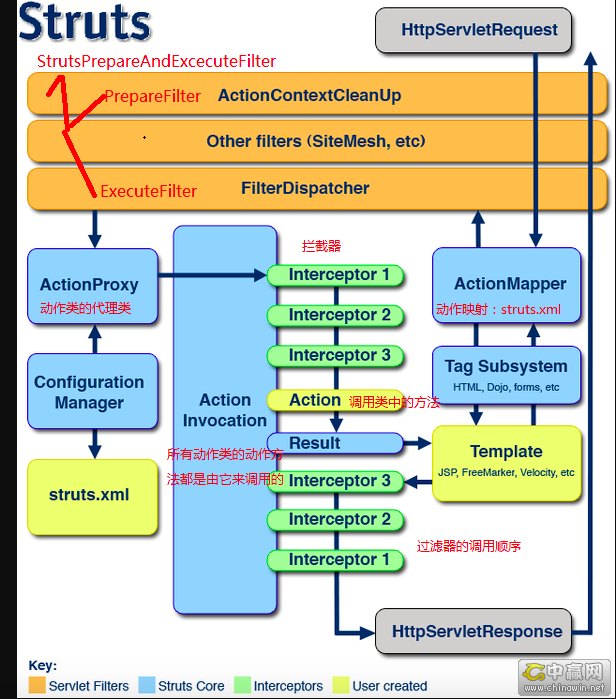 Struts
HttpServletRequest
StrutsPrepareAndExcecuteFilter
PrepareFilter
ActionContextCleanUp
Other filters (SiteMesh, etc)
ExecuteFilter
FilterDispatcher
拦截器
ActionProxy
动作类的代理类
Interceptor 1
ActionMapper
动作映射：struts.xml
Interceptor 2
Interceptor 3
Tag Subsystem
HTML, Dojo, forms, etc
Configuration
Manager
Action
Invocation
Action
调用类中的方法
Result
所有动作类的动作方
法都是由它来调用的
Template
JSP, FreeMarker, Velocity, etc
struts.xml
Interceptor 3
Interceptor 2
过滤器的调用顺序
Interceptor 1
HttpServletResponse
Key:
Servlet Filters
Struts Core
Interceptors
User created
中赢网
www.chinawin.net